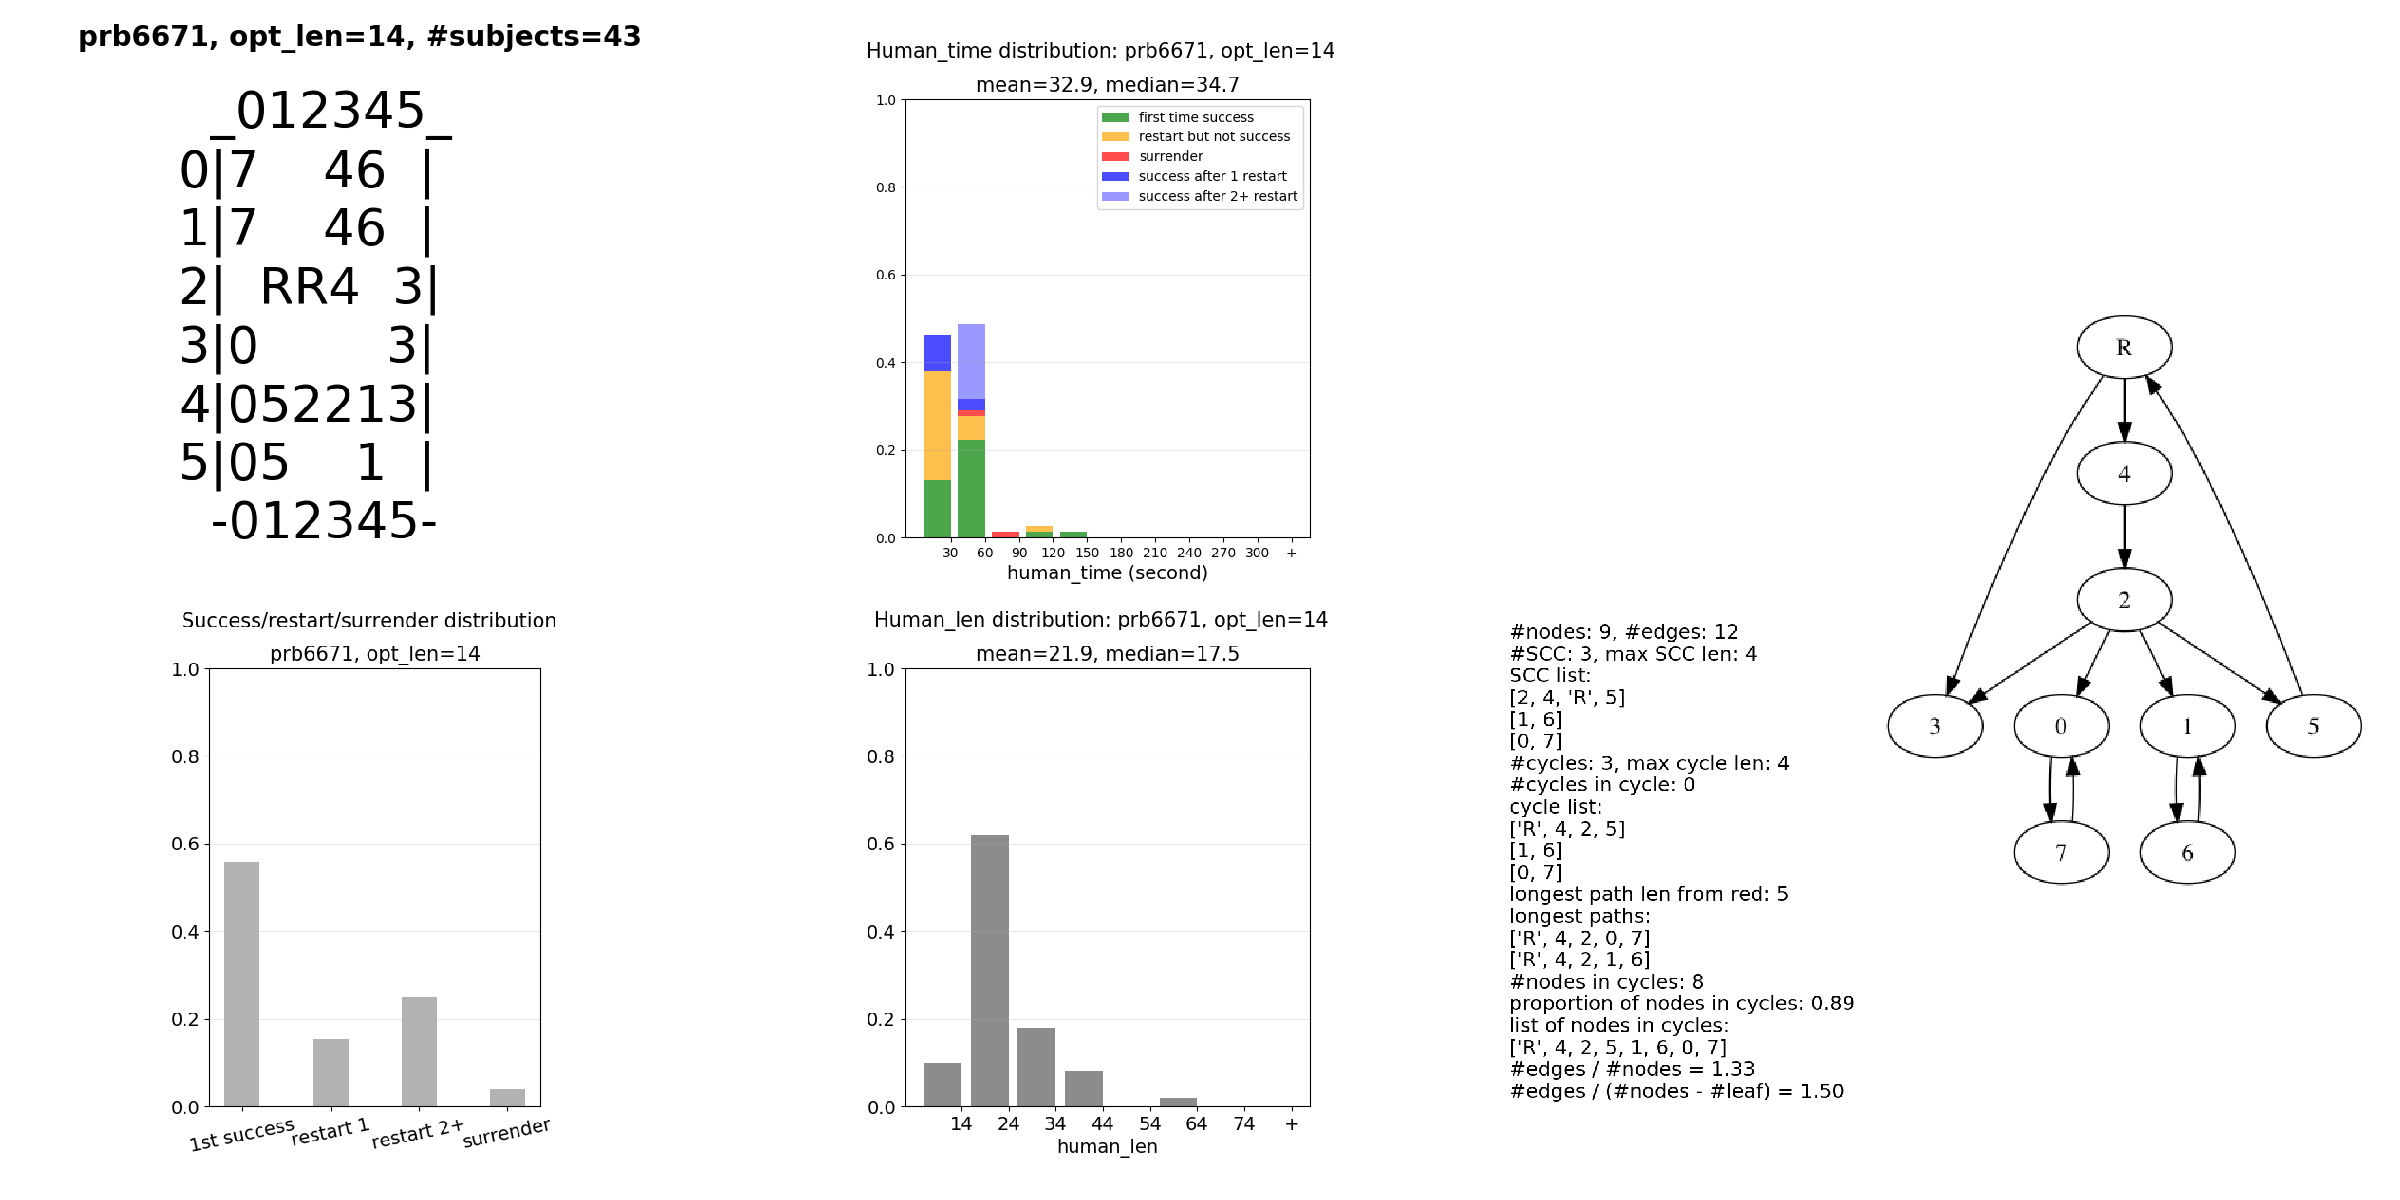 prb6671, opt_len=14, #subjects=43
_012345_
0|7  46 |
1|7  46 |
2| RR4 3|
3|0    3|
4|052213|
5|05  1 |
-012345-
Human_time distribution: prb6671, opt_len=14
mean=32.9, median=34.7
1.0
0.8
0.6
0.4
0.2
0.0
first time success
restart but not success
surrender
success after 1 restart
success after 2+ restart
30 60 90 120 150 180 210 240 270 300 +
human_time (second)
Success/restart/surrender distribution
prb6671, opt_len=14
1.0
0.8
0.6
0.4
0.2
0.0
1st success restart 1 restart 2+ surrender
Human_len distribution: prb6671, opt_len=14
mean=21.9, median=17.5
1.0
0.8
0.6
0.4
0.2
0.0
14 24 34 44 54 64 74 +
human_len
#nodes: 9, #edges: 12
#SCC: 3, max SCC len: 4
SCC list:
[2, 4, 'R', 5]
[1, 6]
[0, 7]
#cycles: 3, max cycle len: 4
#cycles in cycle: 0
cycle list:
['R', 4, 2, 5]
[1, 6]
[0, 7]
longest path len from red: 5
longest paths:
['R', 4, 2, 0, 7]
['R', 4, 2, 1, 6]
#nodes in cycles: 8
proportion of nodes in cycles: 0.89
list of nodes in cycles:
['R', 4, 2, 5, 1, 6, 0, 7]
#edges / #nodes = 1.33
#edges / (#nodes - #leaf) = 1.50
R
4
2
3 0 1 5
7 6